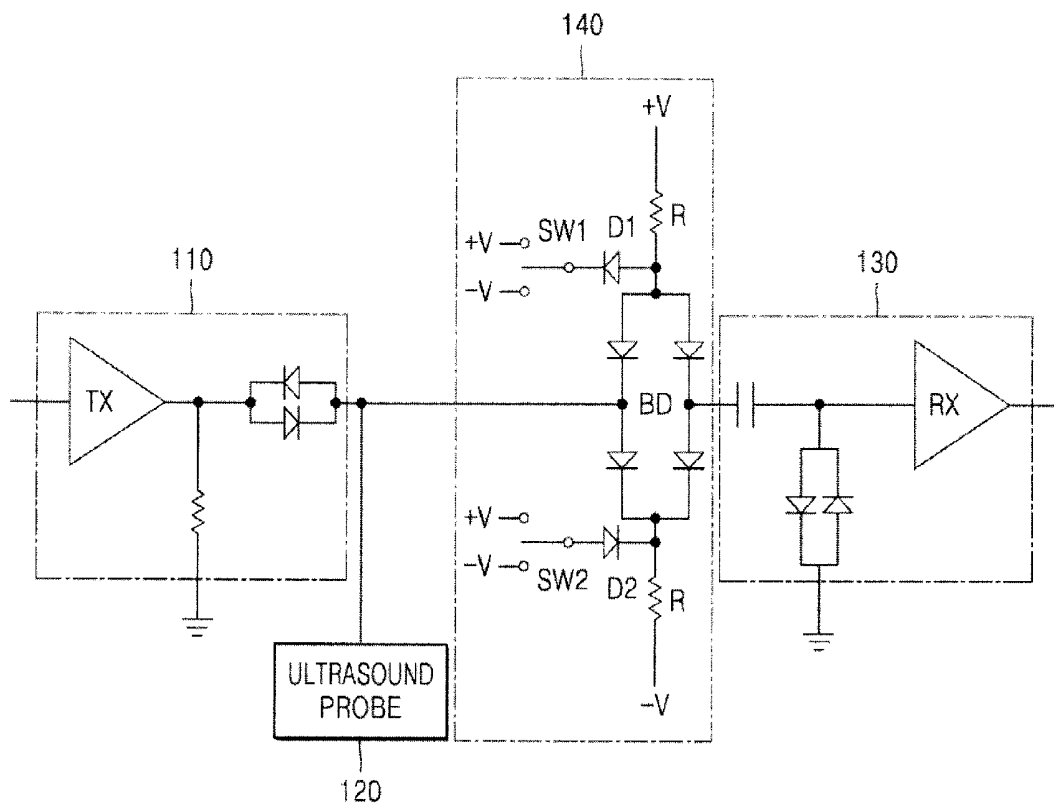 140
+V
R
+V
SW1
D1
−V
110
130
TX
BD
RX
+V
−V
SW2
D2
R
ULTRASOUND
PROBE
−V
120